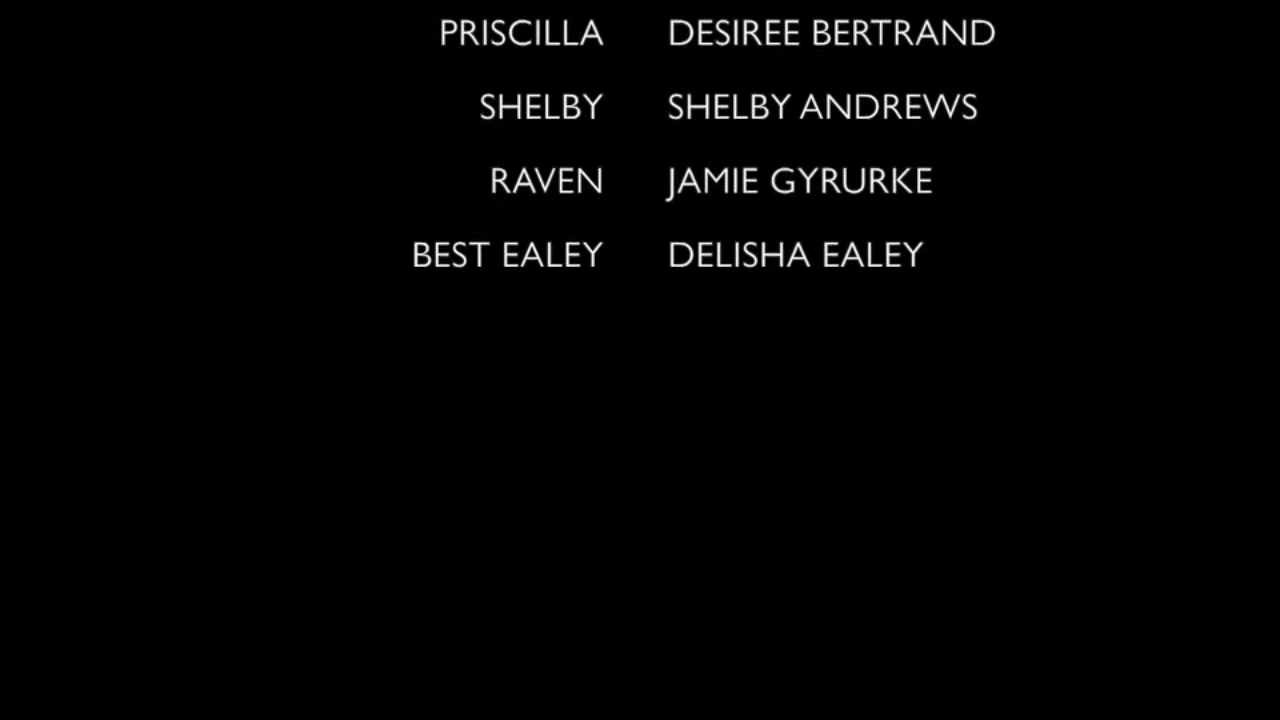 PRISCILLA DESIREE BERTRAND
SHELBY SHELBY ANDREWS
RAVEN JAMIE GYRURKE
BEST EALEY DELISHA EALEY